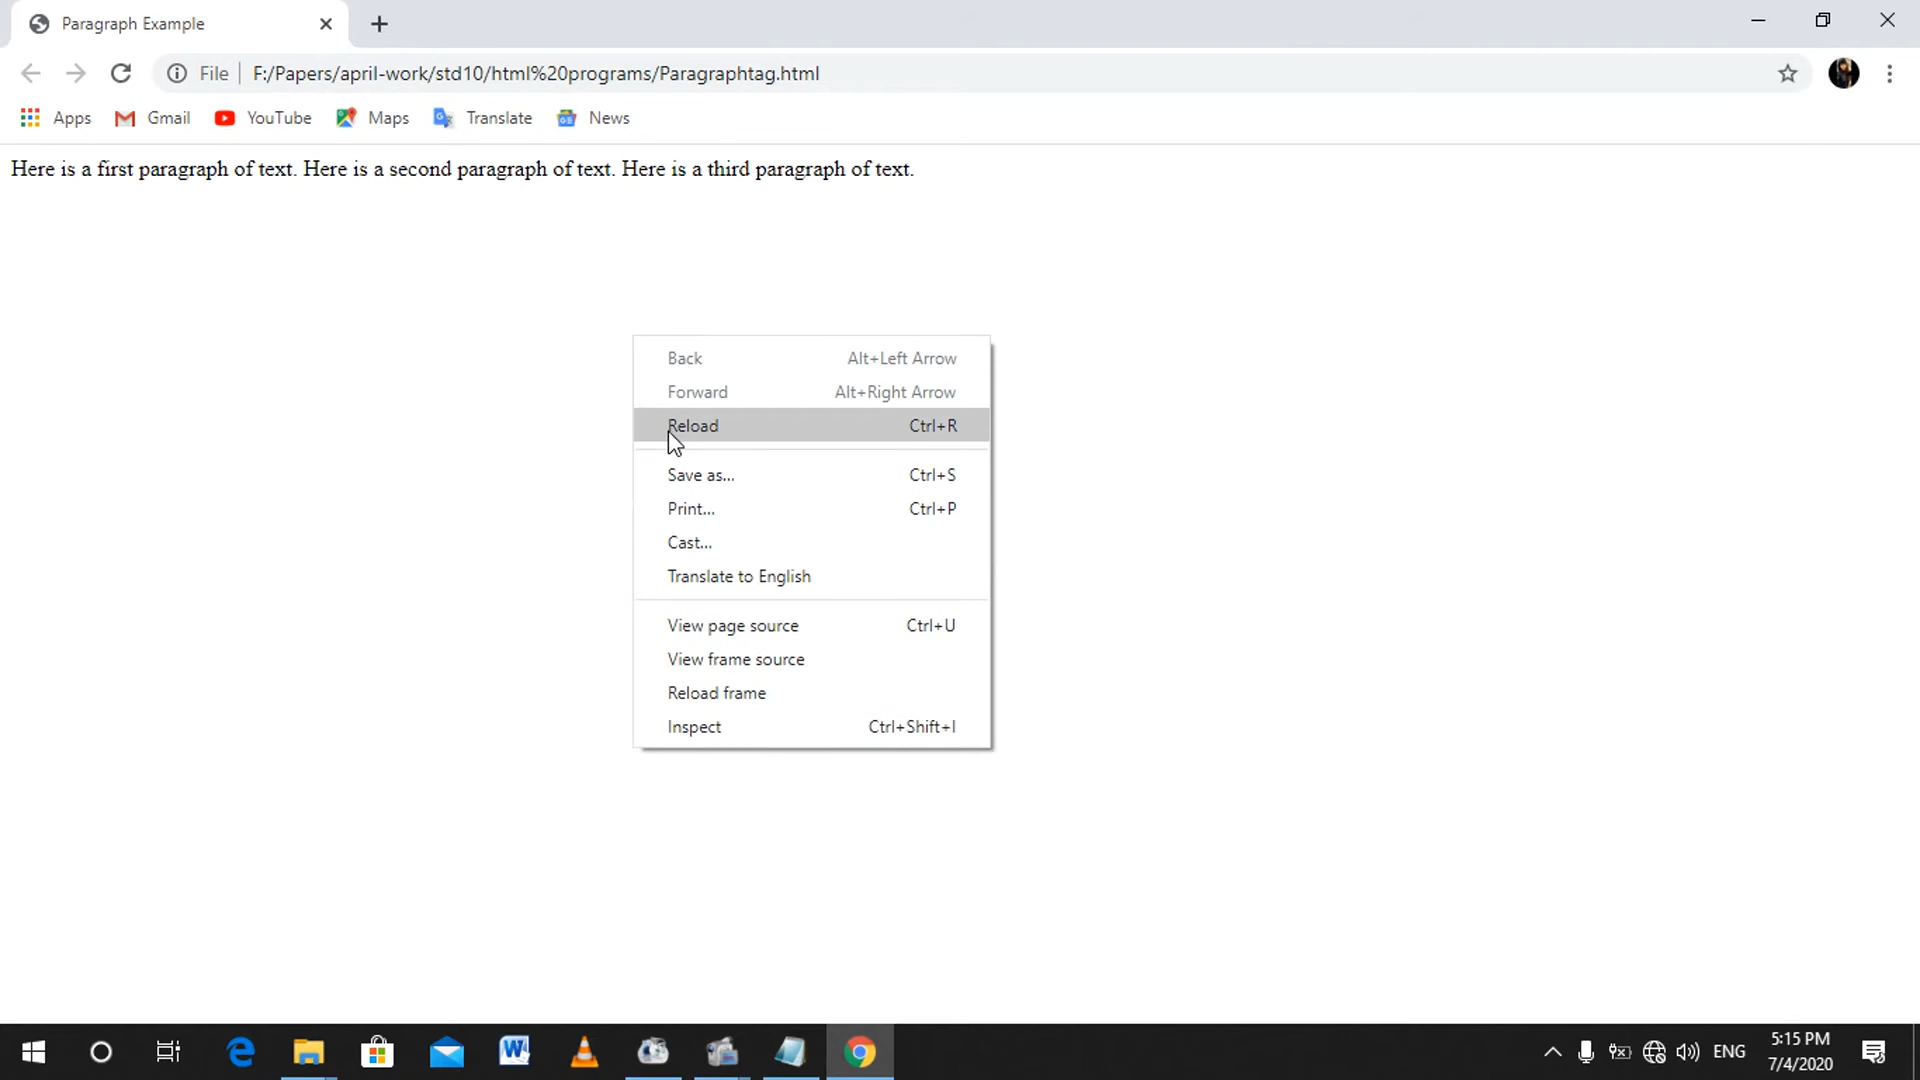 Paragraph Example
File F:/Papers/april-work/std10/html%20programs/Paragraphtag.html
Apps Gmail YouTube Maps Translate News
Here is a first paragraph of text. Here is a second paragraph of text. Here is a third paragraph of text.
Back Alt+Left Arrow
Forward Alt+Right Arrow
Reload Ctrl+R
Save as... Ctrl+S
Print... Ctrl+P
Cast...
Translate to English
View page source Ctrl+U
View frame source
Reload frame
Inspect Ctrl+Shift+I
ENG
5:15 PM
7/4/2020